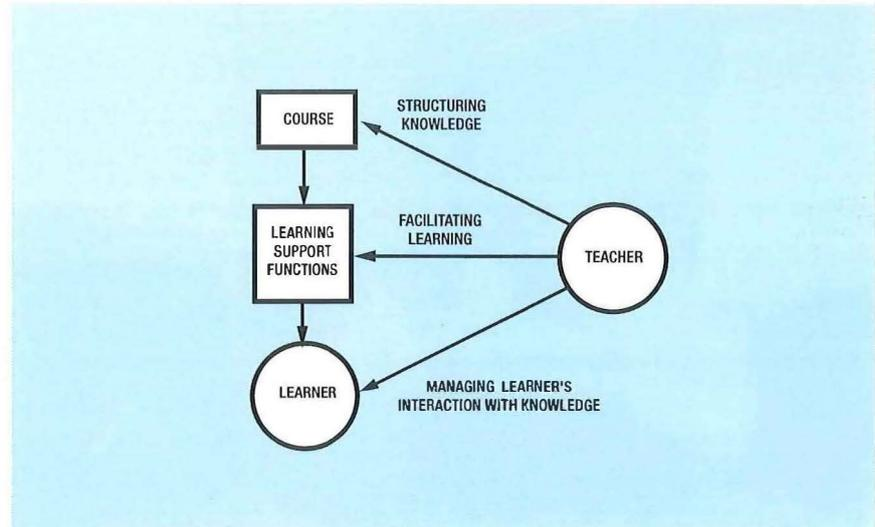 STRUCTURING
KNOWLEDGE
COURSE
FACILITATING
LEARNING
LEARNING
SUPPORT
FUNCTIONS
TEACHER
LEARNER
MANAGING LEARNER'S
INTERACTION WITH KNOWLEDGE